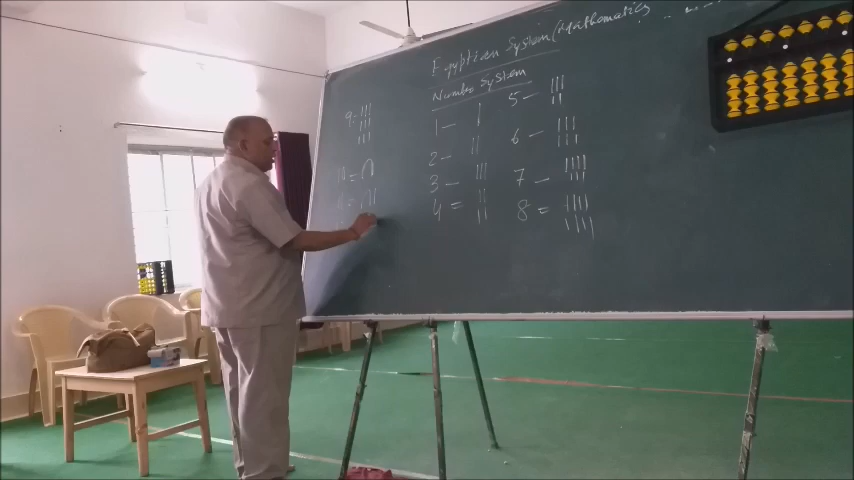 Egyptian System (Mathematics
Number System
1 — |
2 — ||
3 — |||
4 = || ||
5 — ||| ||
6 — ||| |||
7 — |||| |||
8 = |||| ||||
9 = ||| ||| |||
10 = ∩
11 = ∩|